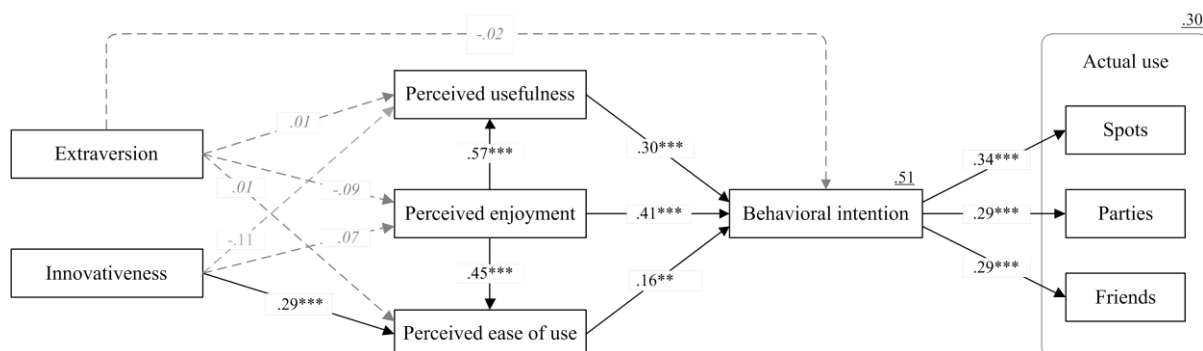 .30
-.02
Actual use
Perceived usefulness
.01
Spots
Extraversion
.57***
.30***
.34***
.01
-.09
.51
Perceived enjoyment
.41***
Behavioral intention
.29***
Parties
-.11
.07
Innovativeness
.45***
.16**
.29***
Friends
.29***
Perceived ease of use